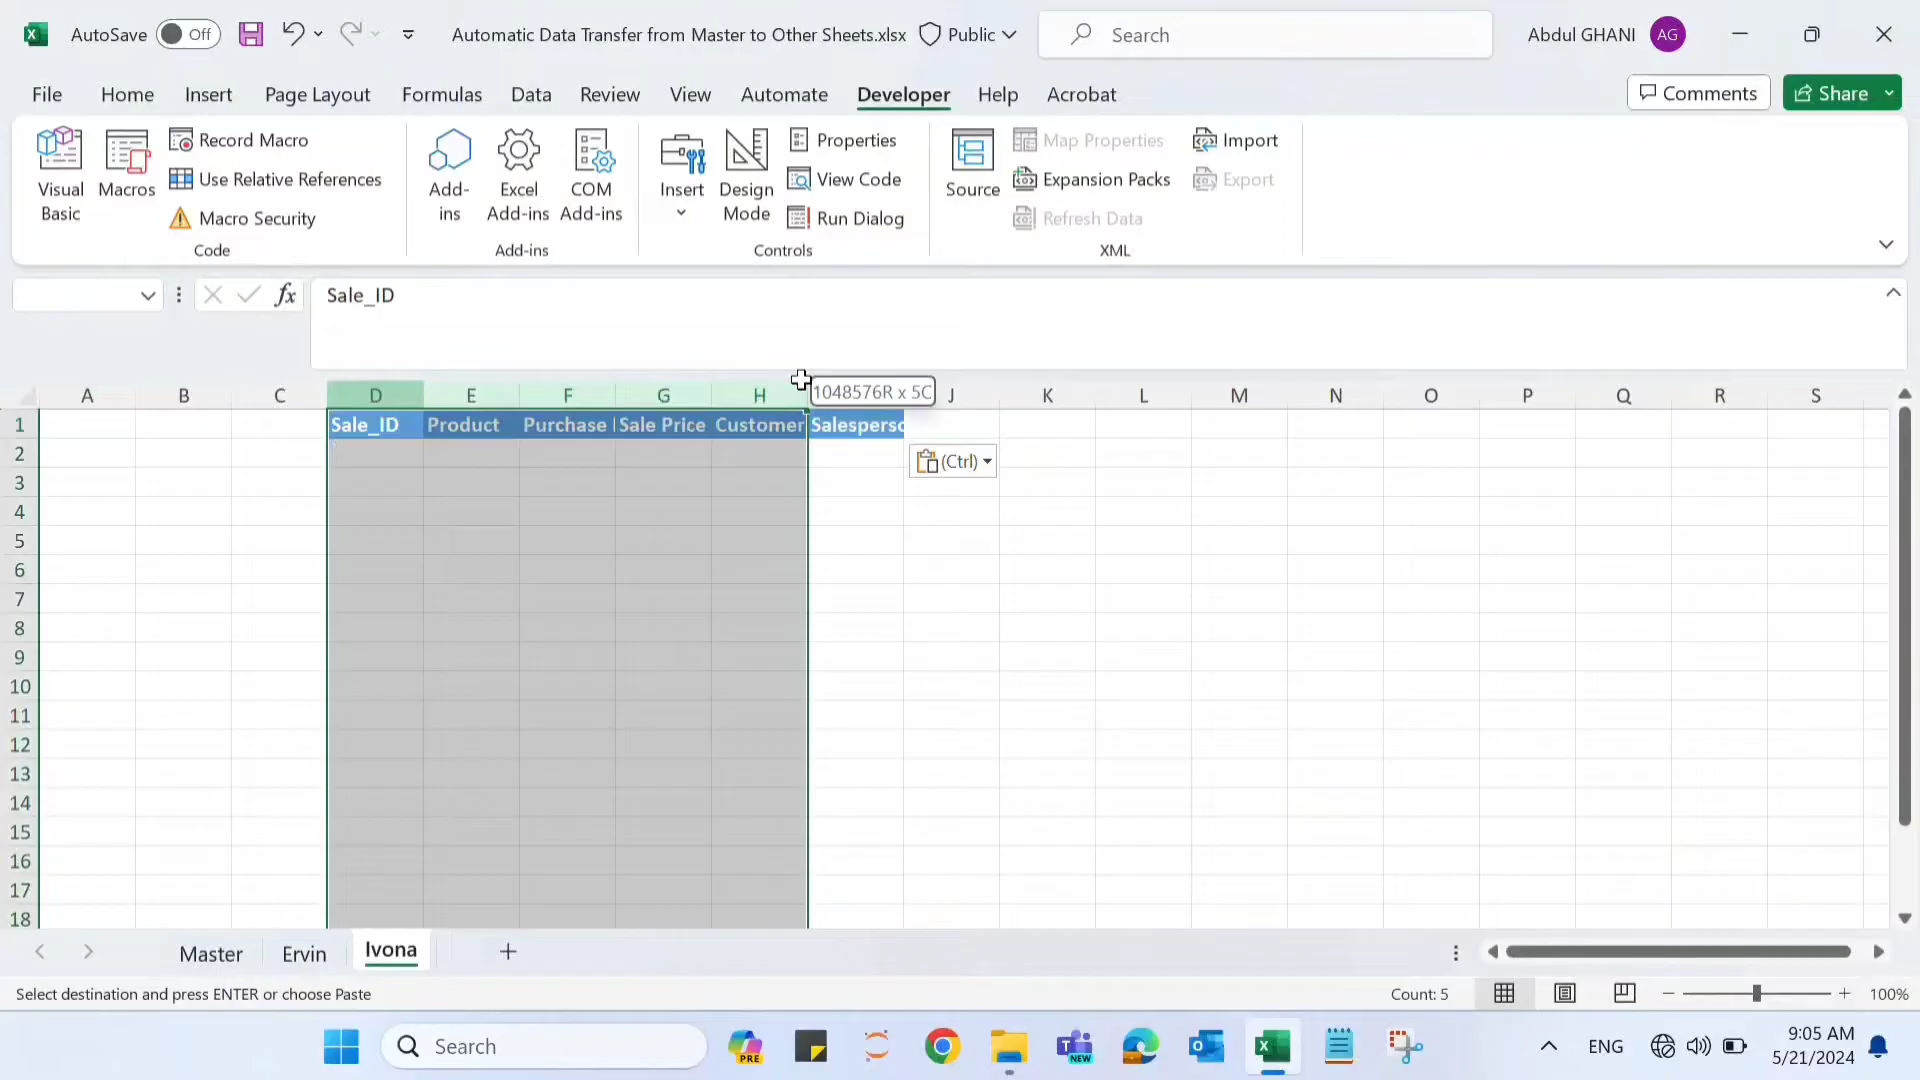 AutoSave Off Automatic Data Transfer from Master to Other Sheets.xlsx Public Search Abdul GHANI AG
File Home Insert Page Layout Formulas Data Review View Automate Developer Help Acrobat Comments Share
Visual Basic
Macros
Record Macro
Use Relative References
Macro Security
Code
Add-ins
Excel Add-ins
COM Add-ins
Add-ins
Insert
Design Mode
Properties
View Code
Run Dialog
Controls
Source
Map Properties
Expansion Packs
Refresh Data
Import
Export
XML
fx Sale_ID
1048576R x 5C
A B C D E F G H J K L M N O P Q R S
1 Sale_ID Product Purchase Sale Price Customer Salesperso
2 (Ctrl)
3
4
5
6
7
8
9
10
11
12
13
14
15
16
17
18
Master Ervin Ivona
Select destination and press ENTER or choose Paste Count: 5 100%
Search PRE T NEW ENG 9:05 AM
5/21/2024